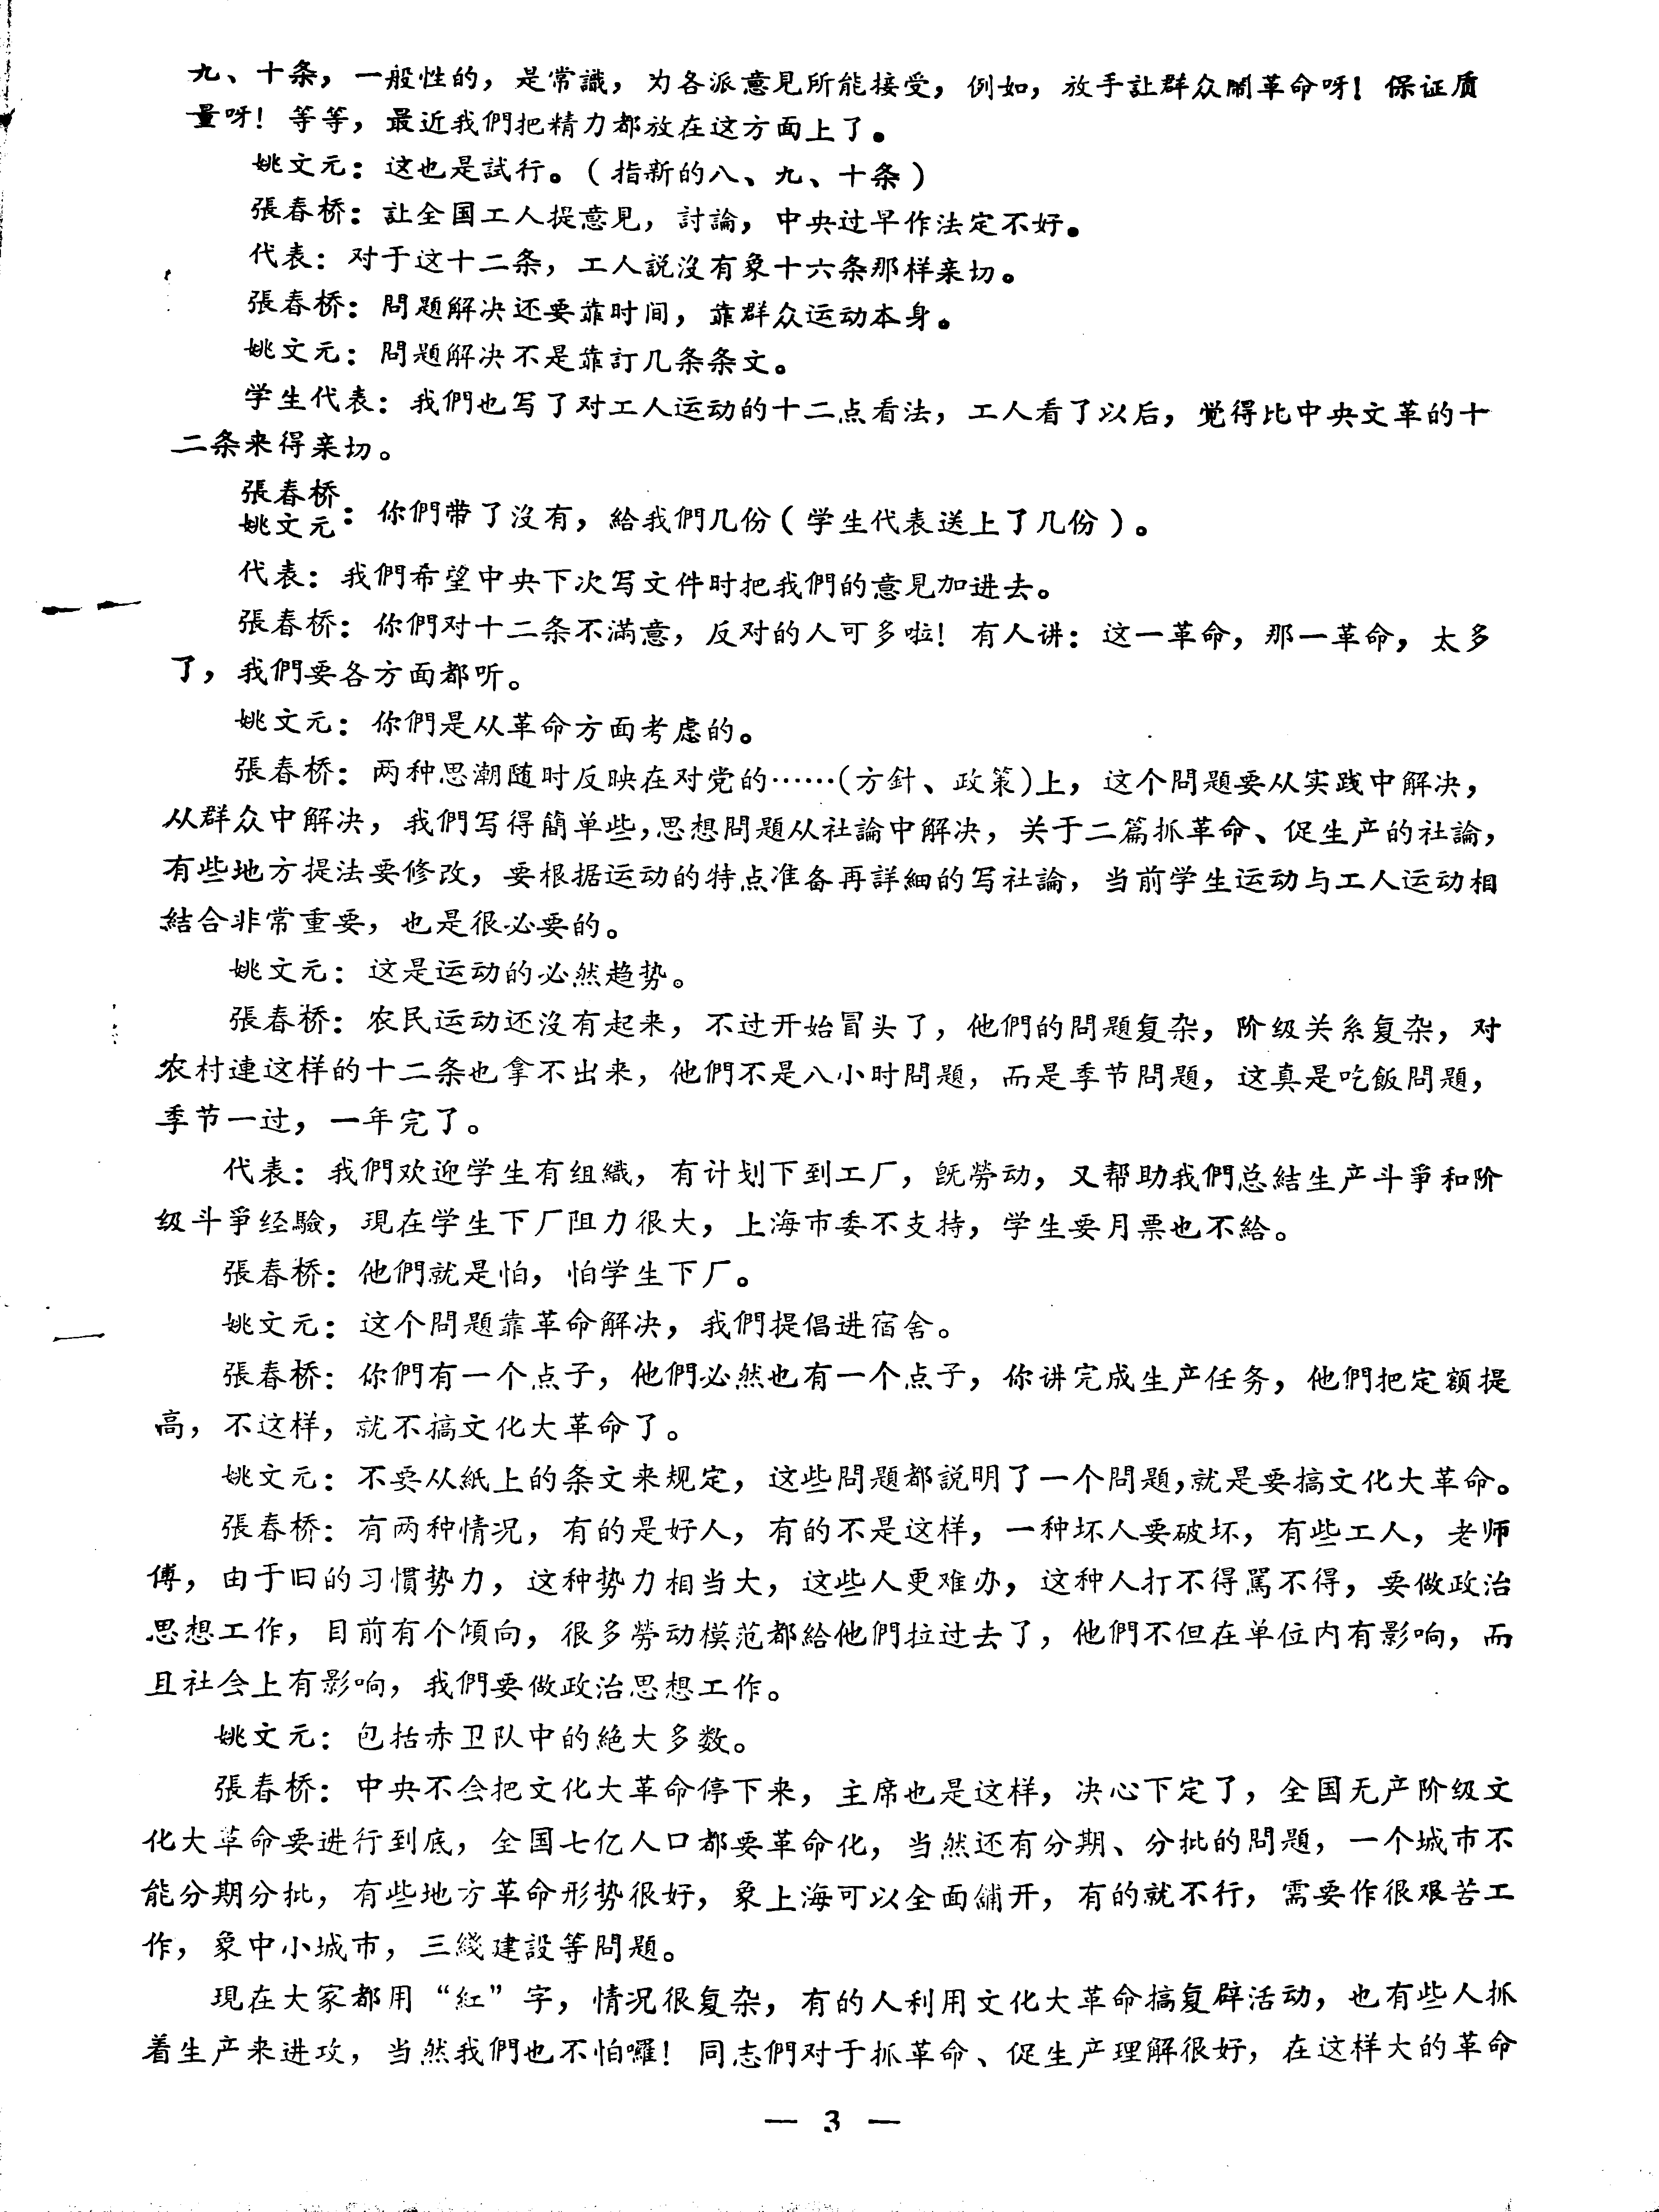 九、十条，一般性的，是常識，为各派意見所能接受，例如，放手让群众闹革命呀！保证质
量呀！等等，最近我們把精力都放在这方面上了。
姚文元：这也是試行。（指新的八、九、十条）
張春桥：让全国工人提意見，討論，中央过早作法定不好。
代表：对于这十二条，工人説沒有象十六条那样亲切。
張春桥：問題解决还要靠时间，靠群众运动本身。
姚文元：問題解决不是靠訂几条条文。
学生代表：我們也写了对工人运动的十二点看法，工人看了以后，觉得比中央文革的十
二条来得亲切。
張春桥
姚文元：你們带了沒有，給我們几份（学生代表送上了几份）。
代表：我們希望中央下次写文件时把我們的意見加进去。
張春桥：你們对十二条不滿意，反对的人可多啦！有人讲：这一革命，那一革命，太多
了，我們要各方面都听。
姚文元：你們是从革命方面考虑的。
張春桥：两种思潮随时反映在对党的……(方針、政策)上，这个問題要从实践中解决，
从群众中解决，我們写得簡单些，思想問題从社論中解决，关于二篇抓革命、促生产的社論，
有些地方提法要修改，要根据运动的特点准备再詳細的写社論，当前学生运动与工人运动相
結合非常重要，也是很必要的。
姚文元：这是运动的必然趋势。
張春桥：农民运动还沒有起来，不过开始冒头了，他們的問題复杂，阶级关系复杂，对
农村連这样的十二条也拿不出来，他們不是八小时問題，而是季节問題，这真是吃飯問題，
季节一过，一年完了。
代表：我們欢迎学生有组織，有计划下到工厂，旣勞动，又帮助我們总結生产斗爭和阶
级斗爭经驗，現在学生下厂阻力很大，上海市委不支持，学生要月票也不給。
張春桥：他們就是怕，怕学生下厂。
姚文元：这个問題靠革命解决，我們提倡进宿舍。
張春桥：你們有一个点子，他們必然也有一个点子，你讲完成生产任务，他們把定额提
高，不这样，就不搞文化大革命了。
姚文元：不要从紙上的条文来规定，这些問題都説明了一个問題，就是要搞文化大革命。
張春桥：有两种情况，有的是好人，有的不是这样，一种坏人要破坏，有些工人，老师
傅，由于旧的习慣势力，这种势力相当大，这些人更难办，这种人打不得駡不得，要做政治
思想工作，目前有个傾向，很多勞动模范都給他們拉过去了，他們不但在单位内有影响，而
且社会上有影响，我們要做政治思想工作。
姚文元：包括赤卫队中的絕大多数。
張春桥：中央不会把文化大革命停下来，主席也是这样，决心下定了，全国无产阶级文
化大革命要进行到底，全国七亿人口都要革命化，当然还有分期、分批的問題，一个城市不
能分期分批，有些地方革命形势很好，象上海可以全面鋪开，有的就不行，需要作很艰苦工
作，象中小城市，三綫建設等問題。
現在大家都用“紅”字，情况很复杂，有的人利用文化大革命搞复辟活动，也有些人抓
着生产来进攻，当然我們也不怕囉！同志們对于抓革命、促生产理解很好，在这样大的革命
— 3 —